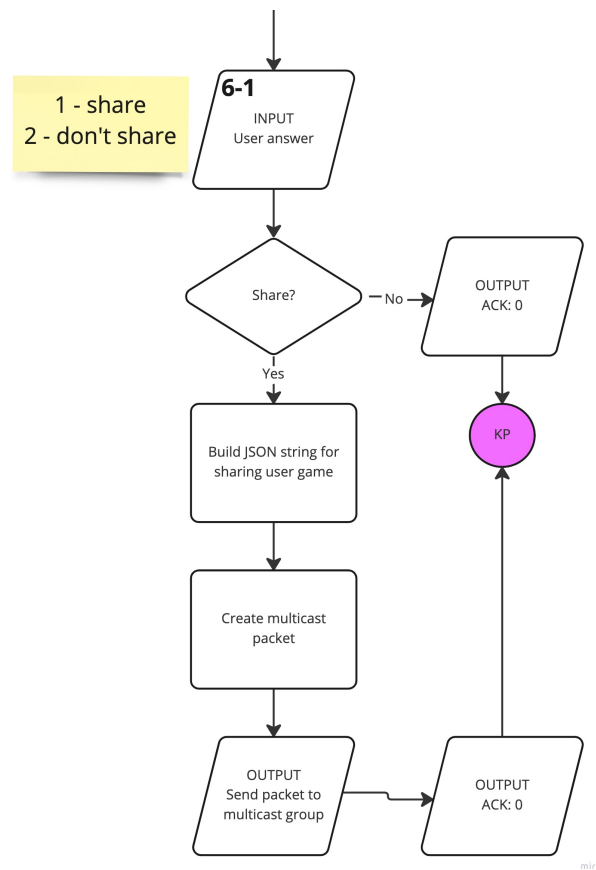 1 - share
2 - don't share
6-1
INPUT
User answer
Share?
No
OUTPUT
ACK: 0
Yes
KP
Build JSON string for
sharing user game
Create multicast
packet
OUTPUT
Send packet to
multicast group
OUTPUT
ACK: 0